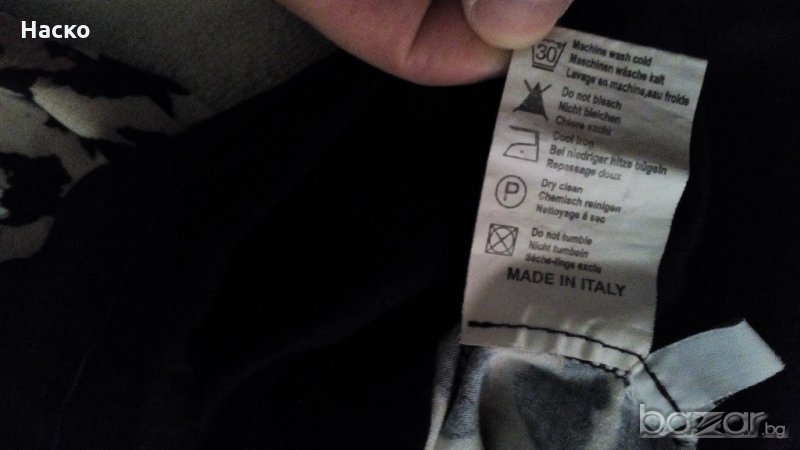 Наско
30
Machine wash cold
Maschinen wäsche kalt
Lavage en machine,eau froide
Do not bleach
Nicht bleichen
Chlore exclu
Cool iron
Bei niedriger hitze bügeln
Repassage doux
P
Dry clean
Chemisch reinigen
Nettoyage à sec
Do not tumble
Nicht tumbeln
Sèche-linge exclu
MADE IN ITALY
bazar.bg